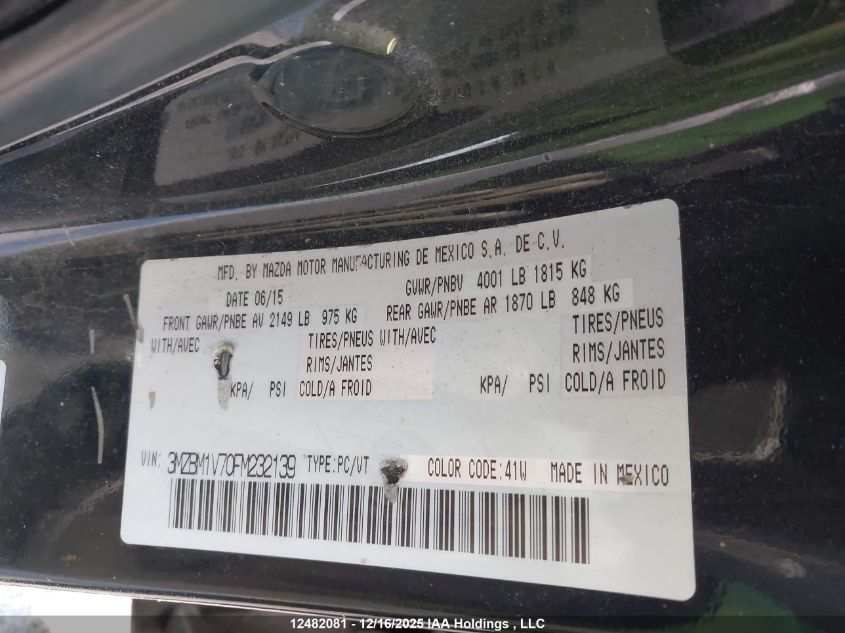 MFD. BY MAZDA MOTOR MANUFACTURING DE MEXICO S.A. DE C.V.
DATE 06/15 GVWR/PNBV 4001 LB 1815 KG
FRONT GAWR/PNBE AV 2149 LB 975 KG REAR GAWR/PNBE AR 1870 LB 848 KG
WITH/AVEC TIRES/PNEUS WITH/AVEC TIRES/PNEUS
RIMS/JANTES RIMS/JANTES
KPA/ PSI COLD/A FROID KPA/ PSI COLD/A FROID
VIN: 3MZBM1V70FM232139 TYPE:PC/VT COLOR CODE:41W MADE IN MEXICO
12482081 - 12/16/2025 IAA Holdings , LLC